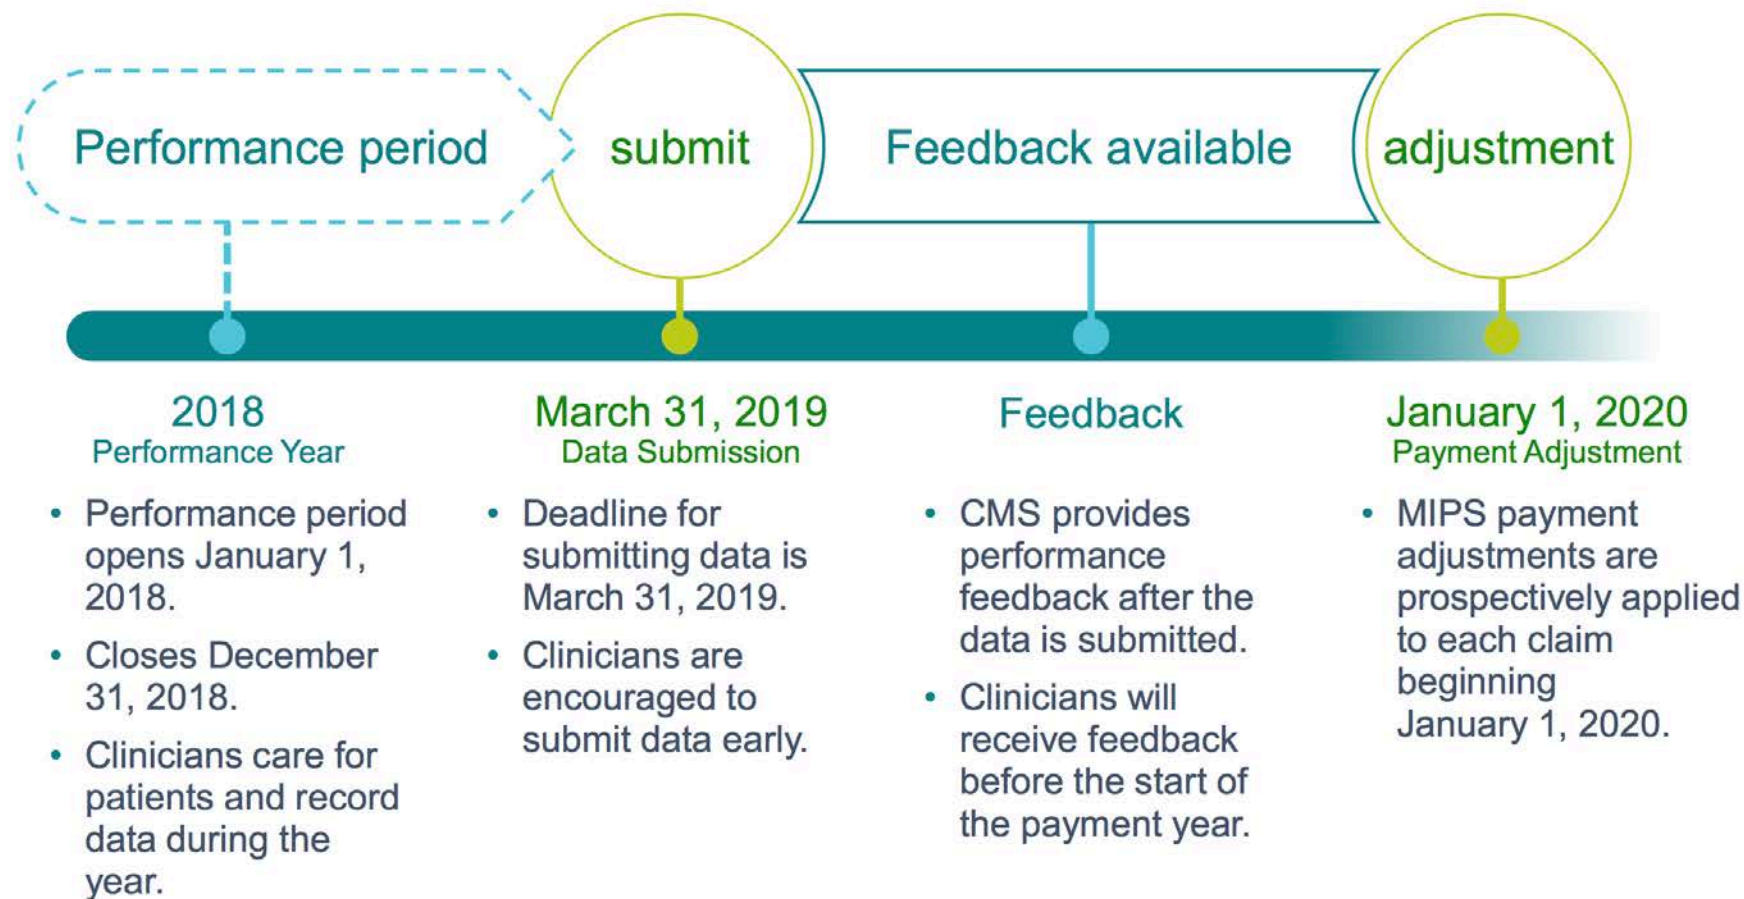 Performance period
submit
Feedback available
adjustment
2018
Performance Year
• Performance period
opens January 1,
2018.
• Closes December
31, 2018.
• Clinicians care for
patients and record
data during the
year.
March 31, 2019
Data Submission
• Deadline for
submitting data is
March 31, 2019.
• Clinicians are
encouraged to
submit data early.
Feedback
• CMS provides
performance
feedback after the
data is submitted.
• Clinicians will
receive feedback
before the start of
the payment year.
January 1, 2020
Payment Adjustment
• MIPS payment
adjustments are
prospectively applied
to each claim
beginning
January 1, 2020.